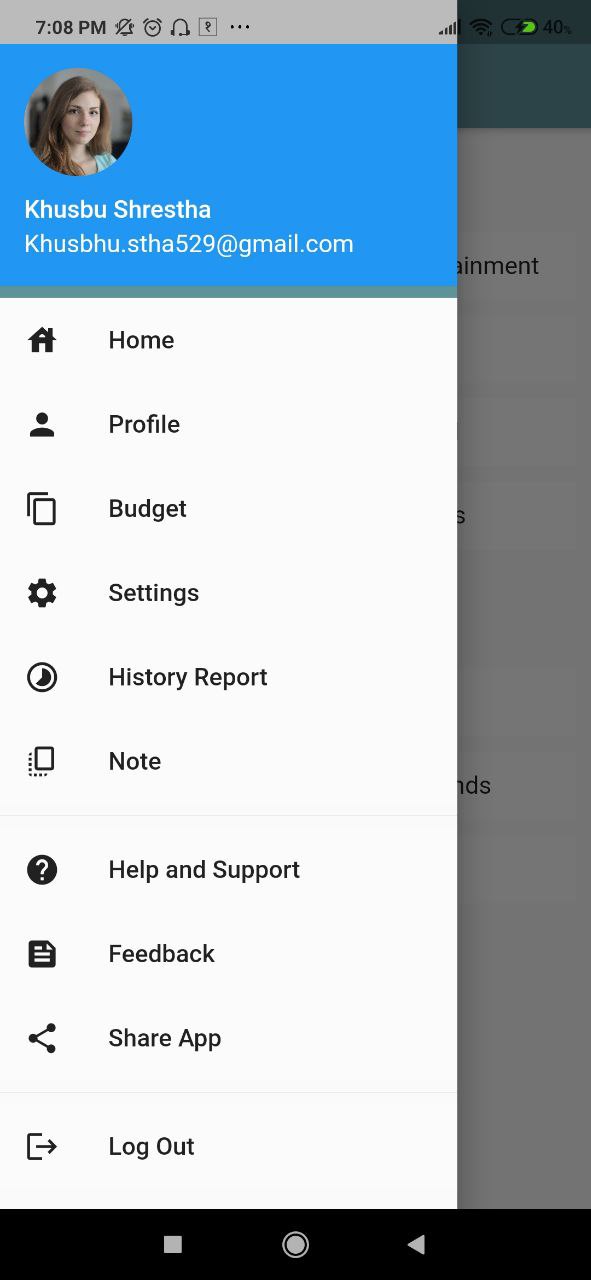 7:08 PM १ ... 40%
Khusbu Shrestha
Khusbhu.stha529@gmail.com
ainment
Home
Profile
Budget
s
Settings
History Report
Note
nds
Help and Support
Feedback
Share App
Log Out